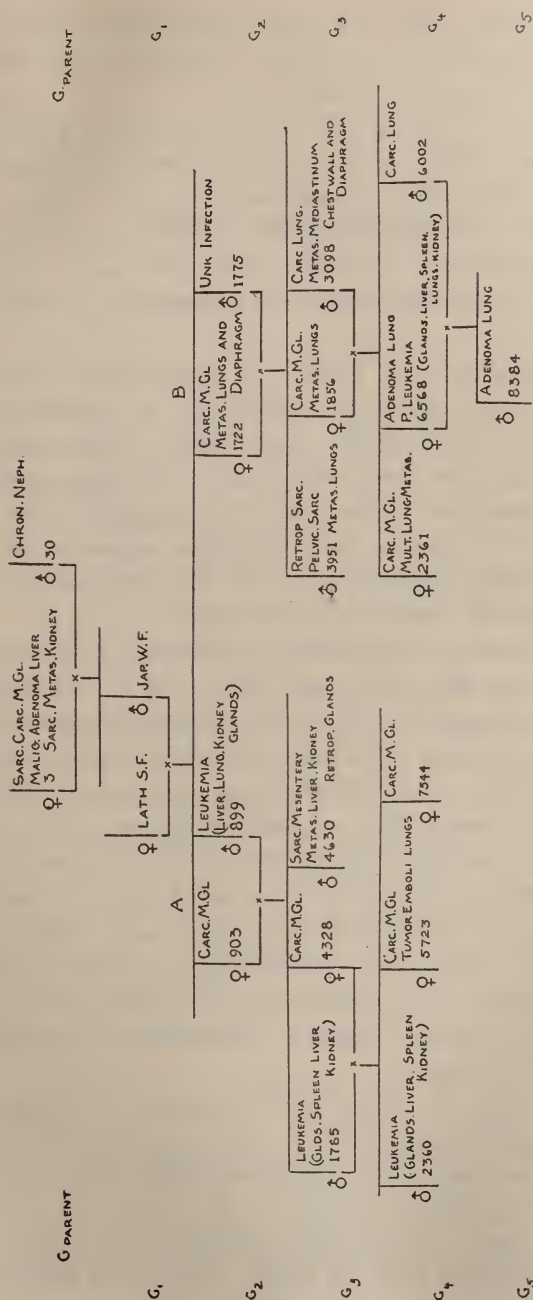 G PARENT
SARC. CARC. M. GL.
MALIG. ADENOMA LIVER
3 SARC. METAS. KIDNEY
♀
CHRON. NEPH.
30
♂
G. PARENT
G1
LATH S.F.
♀
JAP. W.F.
♂
G1
A
B
G2
CARC. M. GL
903
♀
LEUKEMIA
(LIVER. LUNG. KIDNEY
899 GLANDS)
♂
CARC. M. GL
METAS. LUNGS AND
1722 DIAPHRAGM
♀
UNK INFECTION
1775
♂
G2
G3
LEUKEMIA
(GLDS. SPLEEN LIVER
1765 KIDNEY)
♂
CARC. M. GL.
4328
♀
SARC. MESENTERY
METAS. LIVER. KIDNEY
4630 RETROP. GLANDS
♂
RETROP SARC.
PELVIC. SARC
3951 METAS. LUNGS
♂
CARC. M. GL.
METAS. LUNGS
1856
♀
CARC LUNG.
METAS. MEDIASTINUM
3098 CHESTWALL AND
DIAPHRAGM
♂
G3
G4
LEUKEMIA
(GLANDS. LIVER. SPLEEN
2360 KIDNEY)
♂
CARC. M. GL
TUMOR EMBOLI LUNGS
5723
♀
CARC. M. GL.
7544
♀
CARC. M. GL.
MULT. LUNG METAS.
2361
♀
ADENOMA LUNG
P. LEUKEMIA
6568 (GLANDS. LIVER. SPLEEN.
LUNGS. KIDNEY)
♀
CARC. LUNG
6002
♂
G4
G5
ADENOMA LUNG
8384
♂
G5